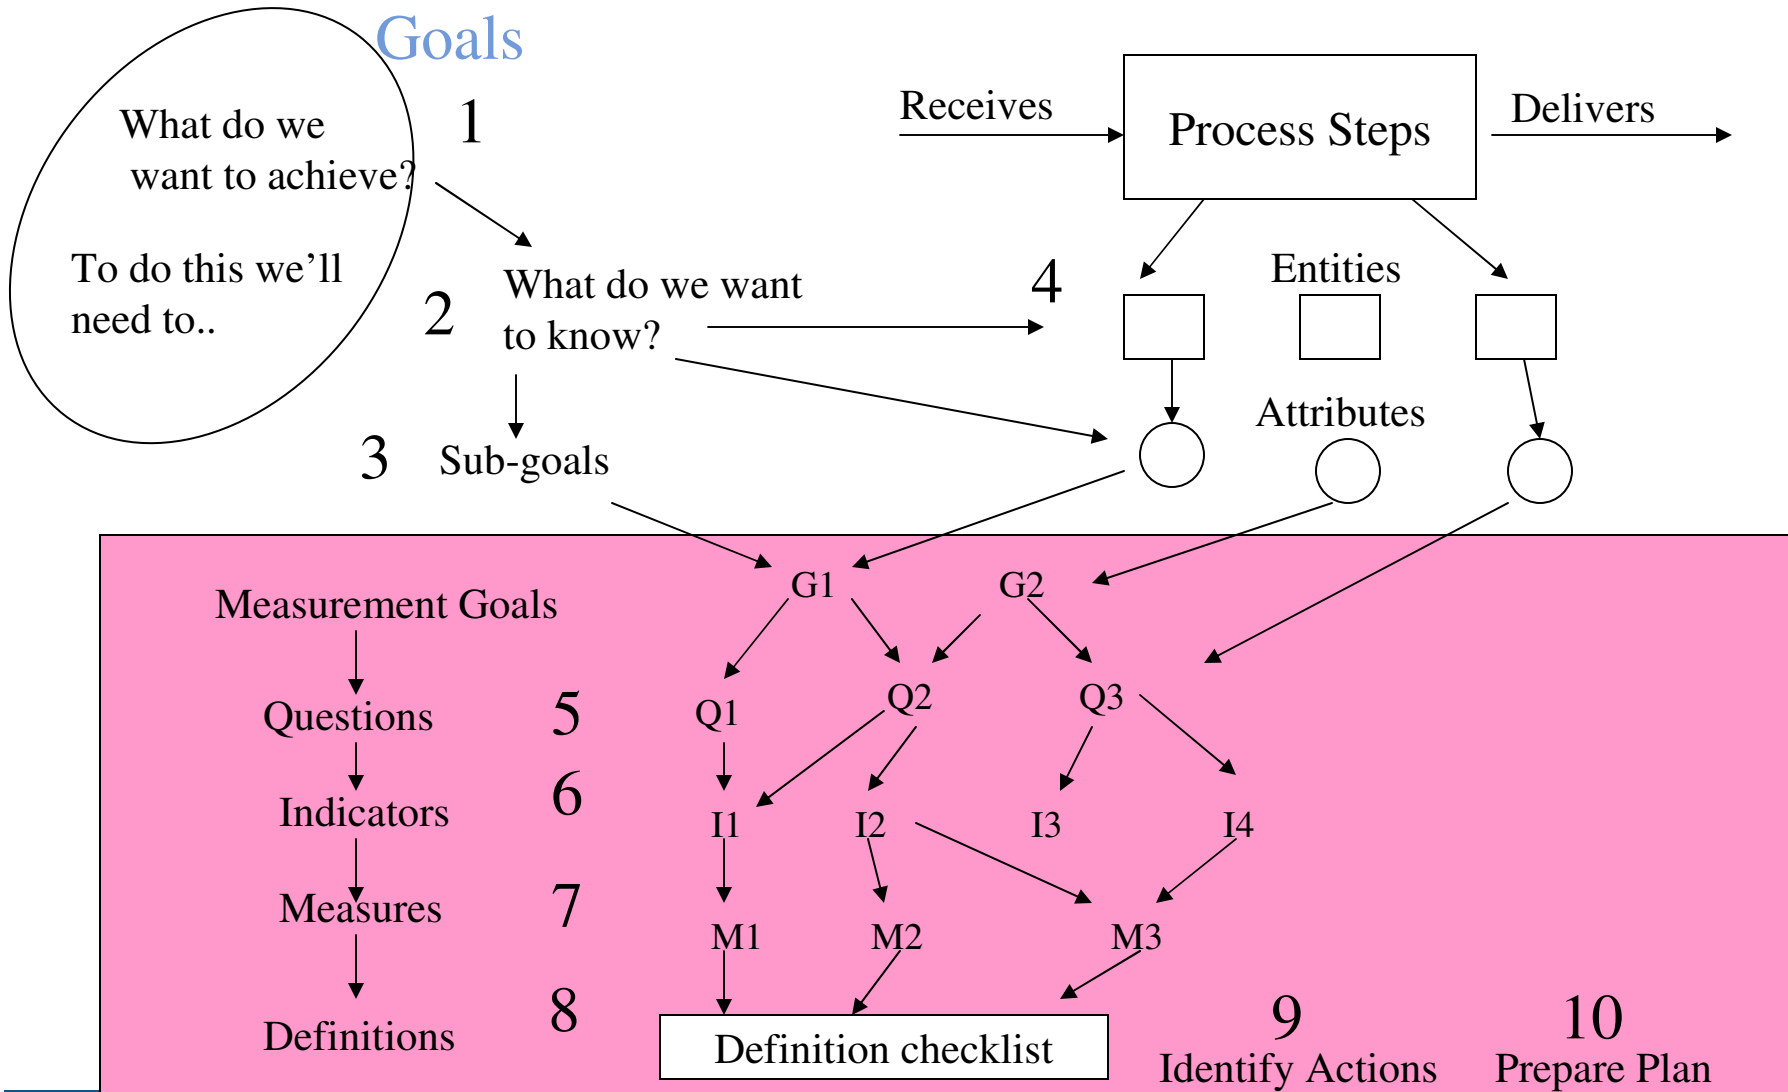 Goals
What do we
want to achieve?
1
To do this we'll
need to..
Receives
Process Steps
Delivers
2
What do we want
to know?
4
Entities
Attributes
3
Sub-goals
Measurement Goals
G1
G2
Questions
5
Q1
Q2
Q3
Indicators
6
I1
I2
I3
I4
Measures
7
M1
M2
M3
Definitions
8
Definition checklist
9
Identify Actions
10
Prepare Plan